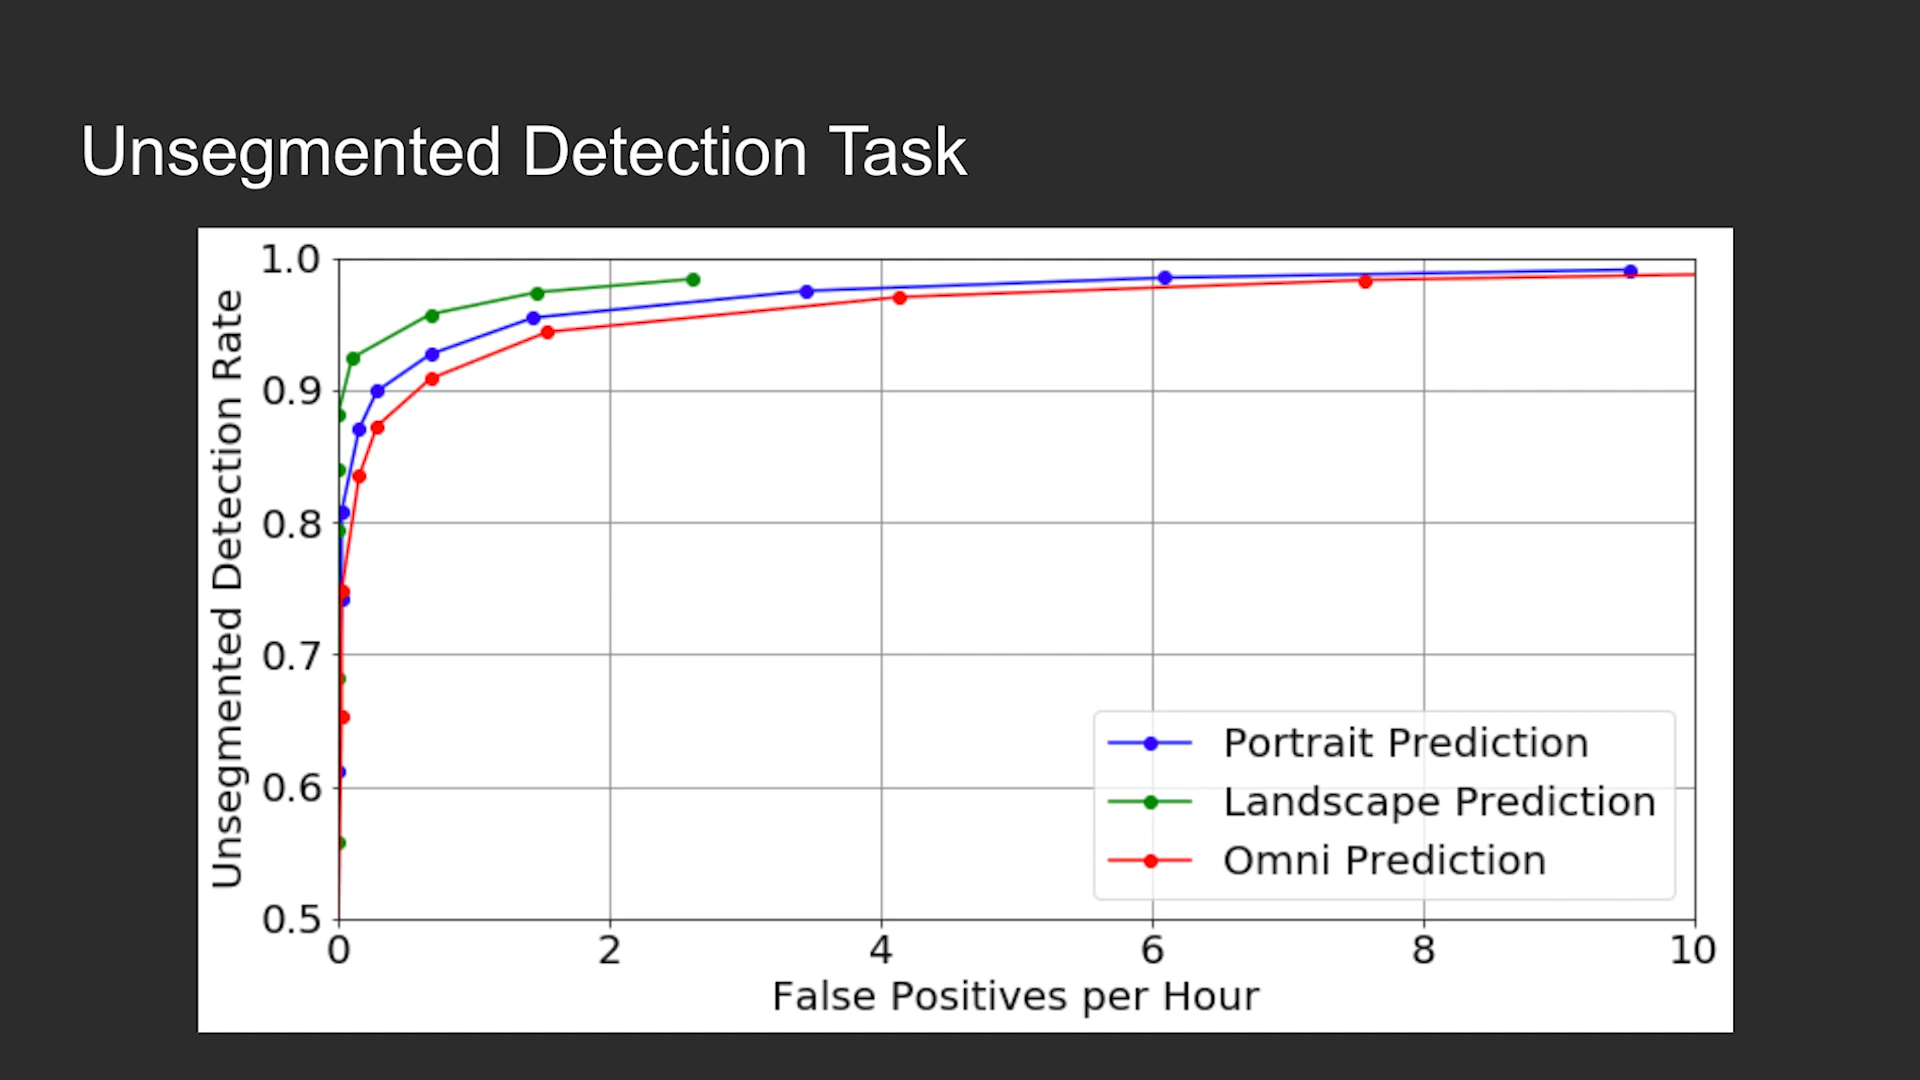 Unsegmented Detection Task
Unsegmented Detection Rate
1.0
0.9
0.8
0.7
0.6
0.5
0 2 4 6 8 10
False Positives per Hour
Portrait Prediction
Landscape Prediction
Omni Prediction